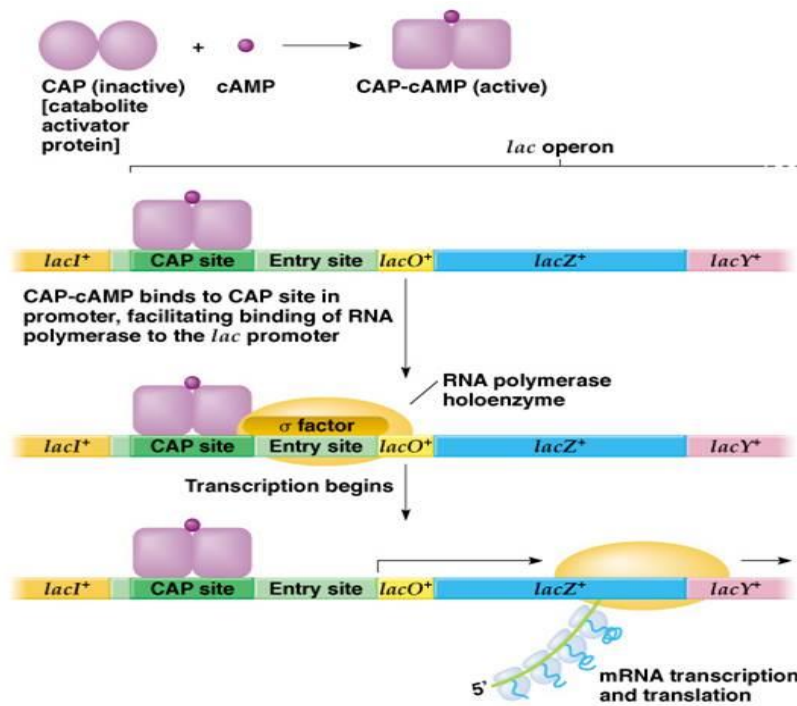 +
CAP (inactive)
[catabolite
activator
protein]
cAMP
CAP-cAMP (active)
lac operon
lacI⁺ CAP site Entry site lacO⁺ lacZ⁺ lacY⁺
CAP-cAMP binds to CAP site in
promoter, facilitating binding of RNA
polymerase to the lac promoter
RNA polymerase
holoenzyme
σ factor
lacI⁺ CAP site Entry site lacO⁺ lacZ⁺ lacY⁺
Transcription begins
lacI⁺ CAP site Entry site lacO⁺ lacZ⁺ lacY⁺
5’
mRNA transcription
and translation